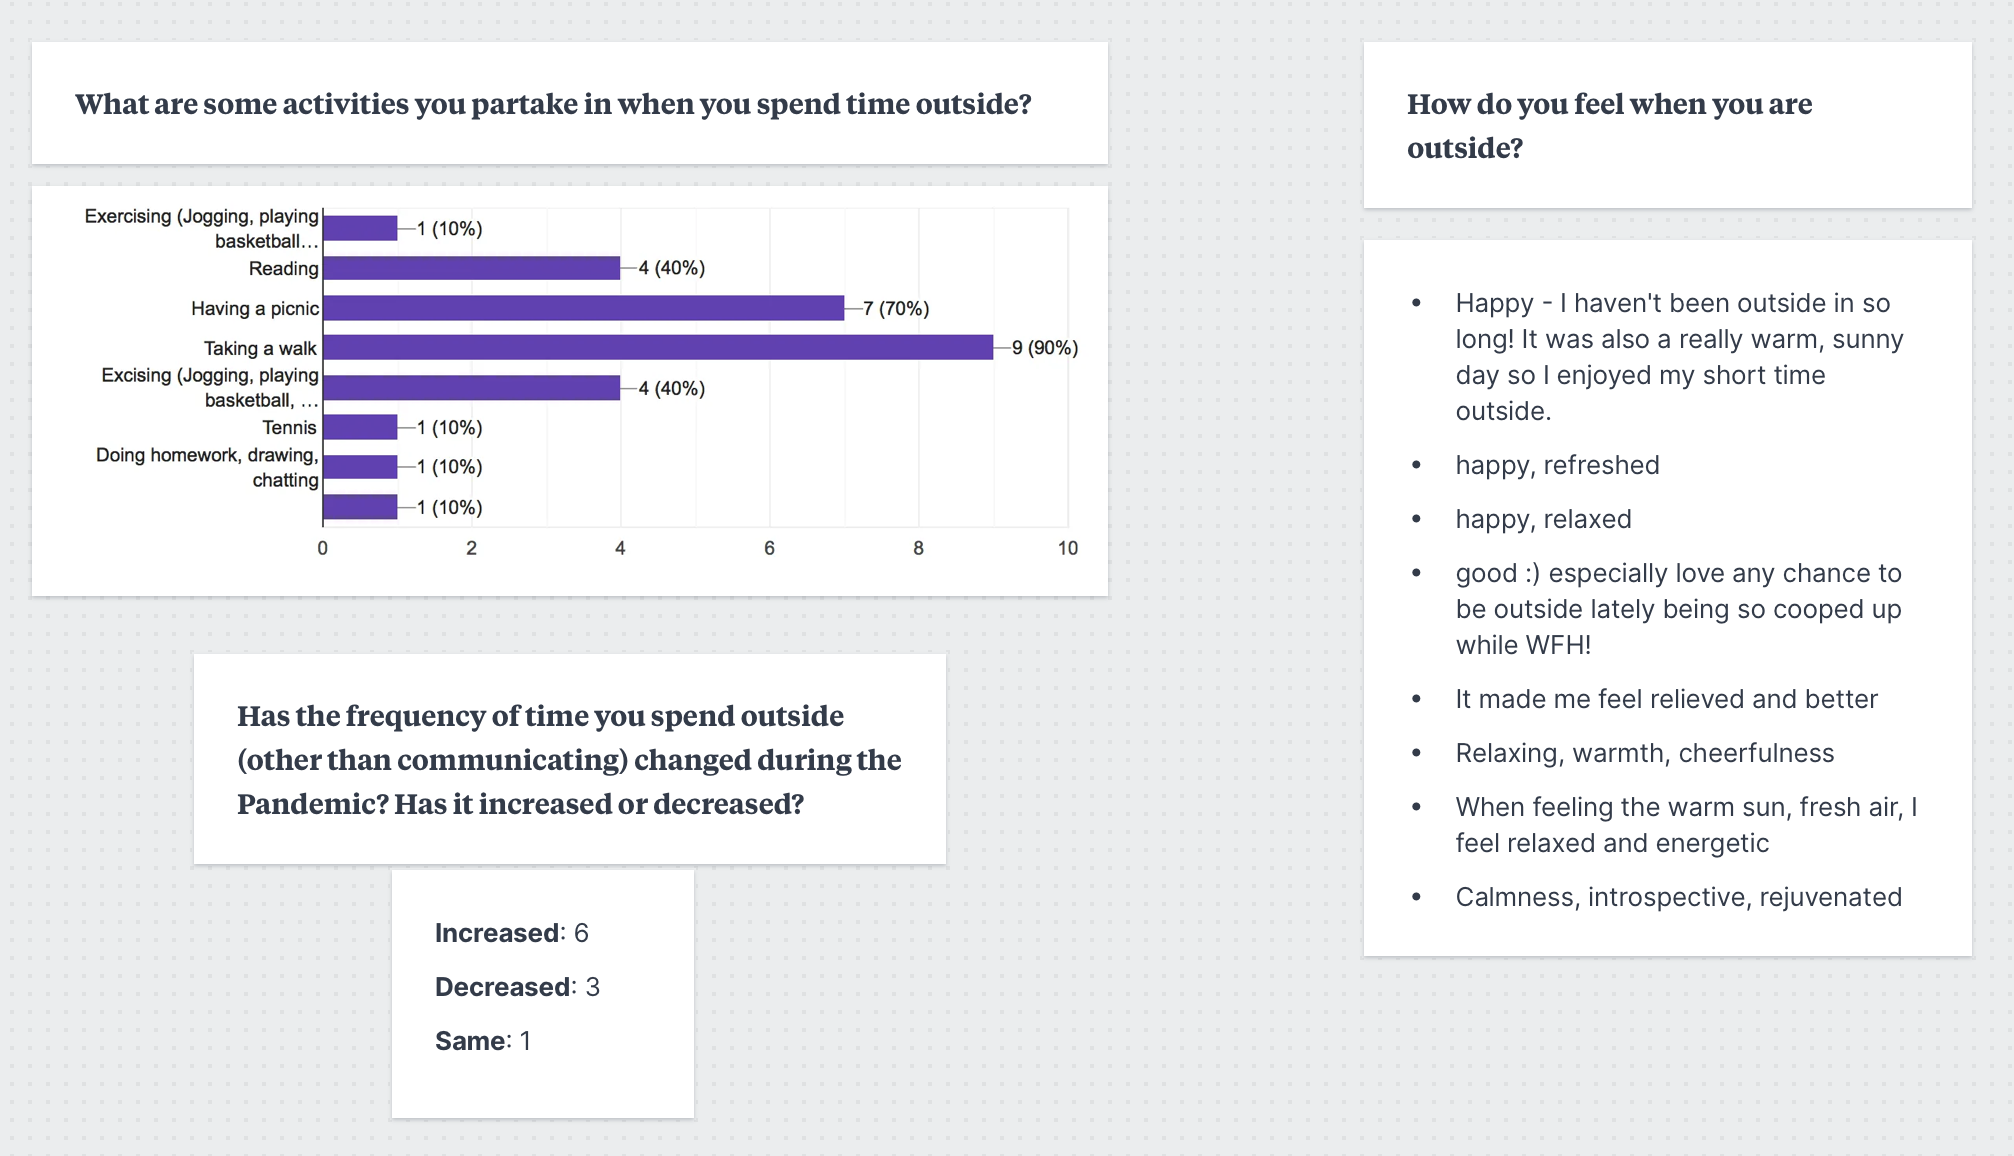 What are some activities you partake in when you spend time outside?
Exercising (Jogging, playing
basketball…
1 (10%)
Reading
4 (40%)
Having a picnic
7 (70%)
Taking a walk
9 (90%)
Excising (Jogging, playing
basketball, …
4 (40%)
Tennis
1 (10%)
Doing homework, drawing,
chatting
1 (10%)
1 (10%)
0 2 4 6 8 10
Has the frequency of time you spend outside
(other than communicating) changed during the
Pandemic? Has it increased or decreased?
Increased: 6
Decreased: 3
Same: 1
How do you feel when you are
outside?
• Happy - I haven't been outside in so
long! It was also a really warm, sunny
day so I enjoyed my short time
outside.
• happy, refreshed
• happy, relaxed
• good :) especially love any chance to
be outside lately being so cooped up
while WFH!
• It made me feel relieved and better
• Relaxing, warmth, cheerfulness
• When feeling the warm sun, fresh air, I
feel relaxed and energetic
• Calmness, introspective, rejuvenated